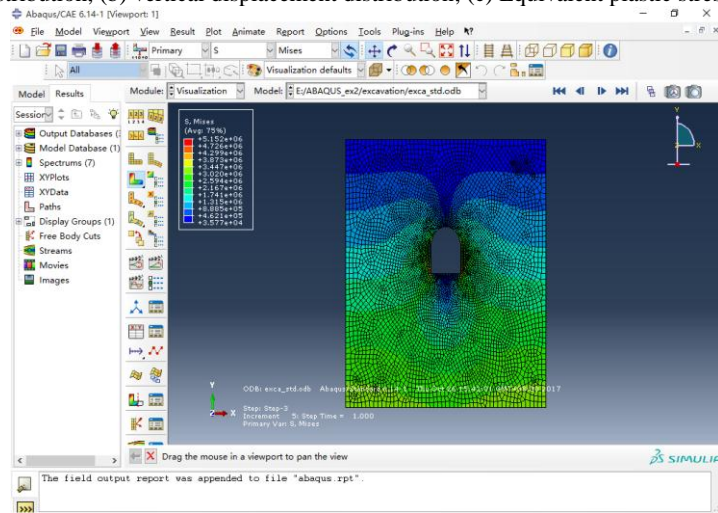 Abaqus/CAE 6.14-1 [Viewport: 1]
File Model Viewport View Result Plot Animate Report Options Tools Plug-ins Help
Primary S Mises
All Visualization defaults
Model Results Module: Visualization Model: E:/ABAQUS_ex2/excavation/exca_std.odb
Session
Output Databases (
Model Database (1)
Spectrums (7)
XYPlots
XYData
Paths
Display Groups (1)
Free Body Cuts
Streams
Movies
Images
S, Mises
(Avg: 75%)
+5.152e+06
+4.726e+06
+4.299e+06
+3.873e+06
+3.447e+06
+3.020e+06
+2.594e+06
+2.167e+06
+1.741e+06
+1.315e+06
+8.885e+05
+4.621e+05
+3.577e+04
Y
X
Y
Z X
ODB: exca_std.odb
Step: Step-3
Increment 5: Step Time = 1.000
Primary Var: S, Mises
Drag the mouse in a viewport to pan the view
SIMULIA
The field output report was appended to file "abaqus.rpt".
>>>